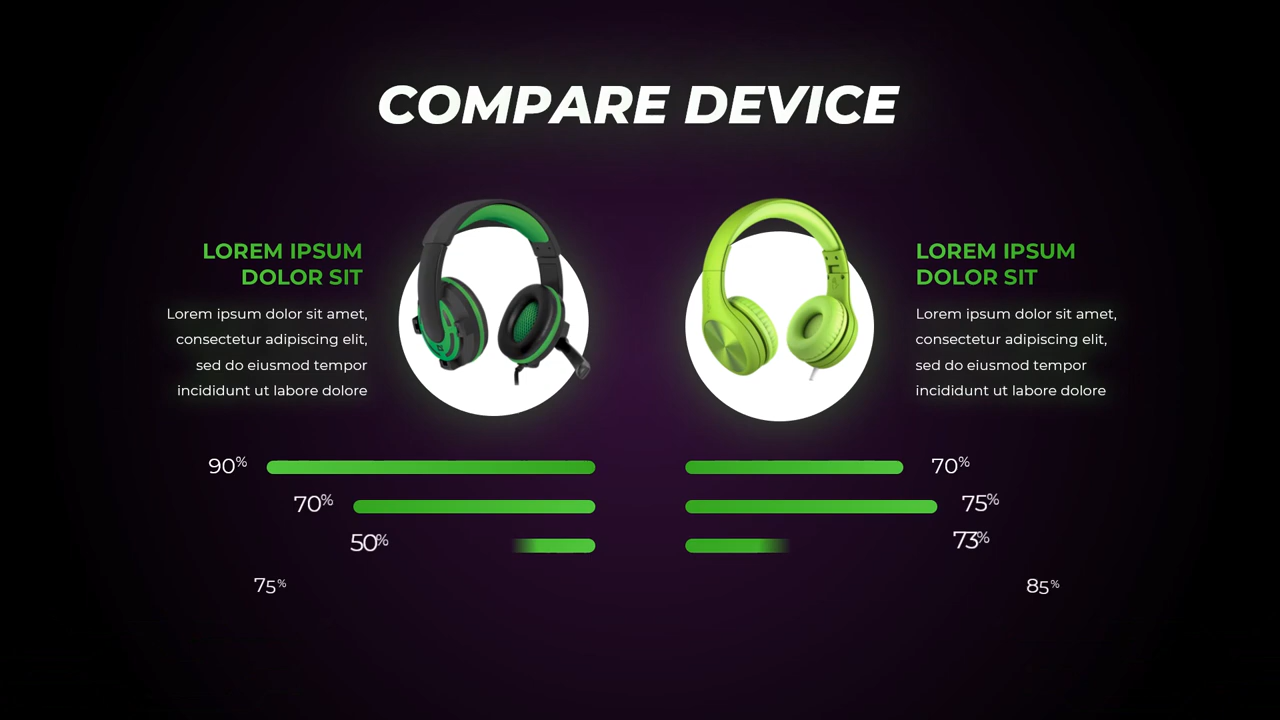 COMPARE DEVICE
LOREM IPSUM
DOLOR SIT
Lorem ipsum dolor sit amet,
consectetur adipiscing elit,
sed do eiusmod tempor
incididunt ut labore dolore
LOREM IPSUM
DOLOR SIT
Lorem ipsum dolor sit amet,
consectetur adipiscing elit,
sed do eiusmod tempor
incididunt ut labore dolore
90%
70%
70%
75%
50%
73%
75%
85%